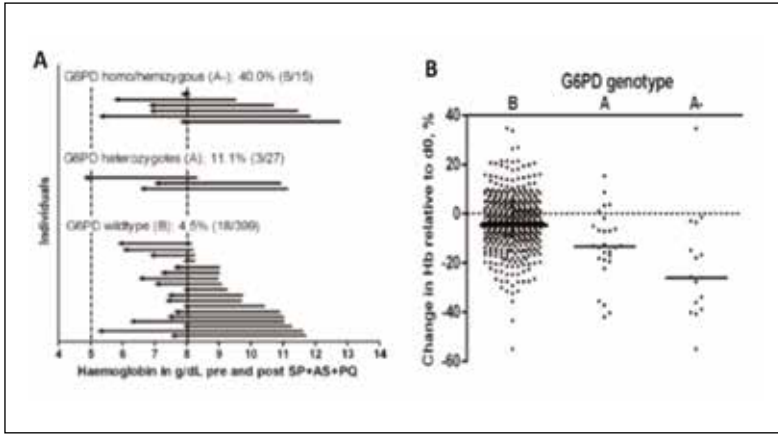 A
G6PD homo/hemizygous (A-): 40.0% (6/15)
G6PD heterozygotes (A): 11.1% (3/27)
G6PD wildtype (B): 4.5% (18/399)
Individuals
4 5 6 7 8 9 10 11 12 13 14
Haemoglobin in g/dL pre and post SP+AS+PQ
B
G6PD genotype
B A A-
Change in Hb relative to d0, %
40
20
0
-20
-40
-60